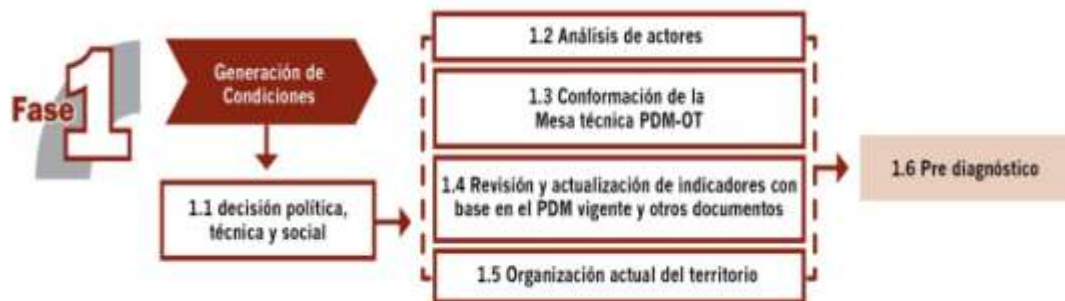 Fase 1
Generación de
Condiciones
1.1 decisión política,
técnica y social
1.2 Análisis de actores
1.3 Conformación de la
Mesa técnica PDM-OT
1.4 Revisión y actualización de indicadores con
base en el PDM vigente y otros documentos
1.5 Organización actual del territorio
1.6 Pre diagnóstico